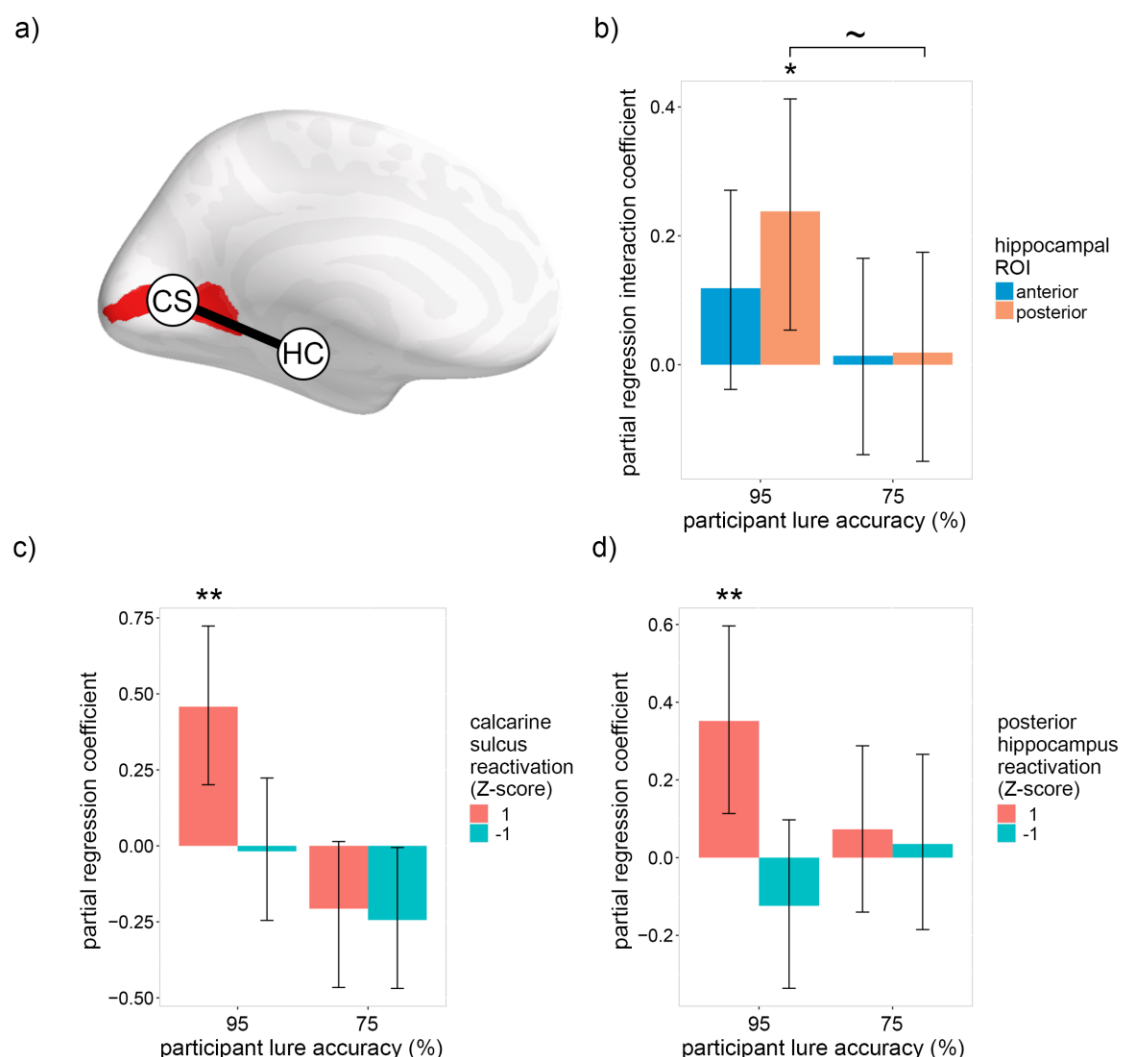 a)
CS
HC
b)
~
*
partial regression interaction coefficient
0.4
0.2
0.0
95
75
participant lure accuracy (%)
hippocampal
ROI
anterior
posterior
c)
**
partial regression coefficient
0.75
0.50
0.25
0.00
−0.25
−0.50
95
75
participant lure accuracy (%)
calcarine
sulcus
reactivation
(Z-score)
1
-1
d)
**
partial regression coefficient
0.6
0.4
0.2
0.0
−0.2
95
75
participant lure accuracy (%)
posterior
hippocampus
reactivation
(Z-score)
1
-1